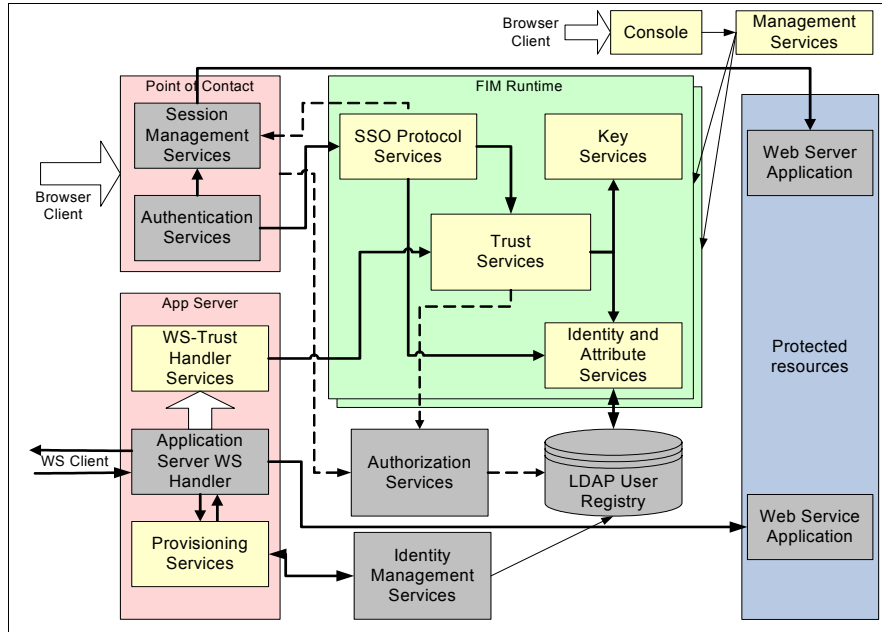 Browser
Client
Console
Management
Services
Point of Contact
FIM Runtime
Session
Management
Services
SSO Protocol
Services
Key
Services
Web Server
Application
Browser
Client
Authentication
Services
Trust
Services
App Server
WS-Trust
Handler
Services
Identity and
Attribute
Services
Protected
resources
WS Client
Application
Server WS
Handler
Authorization
Services
LDAP User
Registry
Web Service
Application
Provisioning
Services
Identity
Management
Services